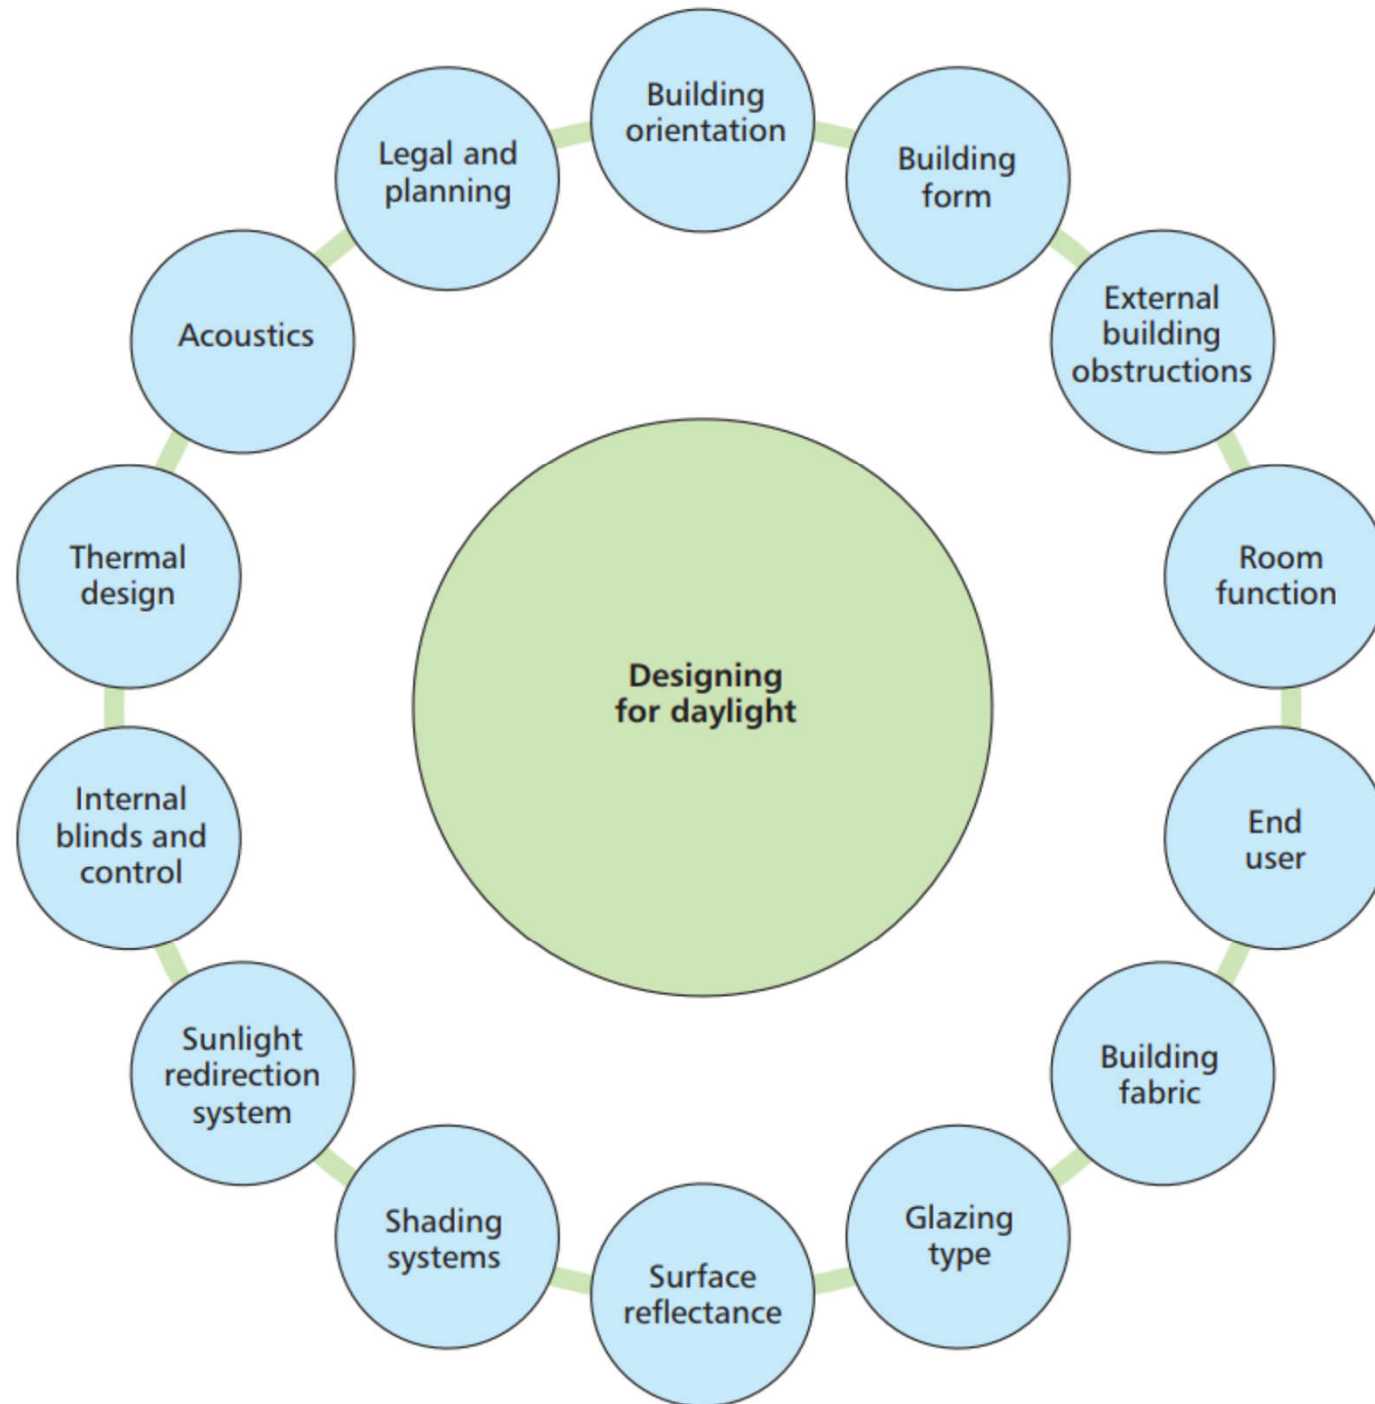 Building
orientation
Building
form
External
building
obstructions
Room
function
End
user
Building
fabric
Glazing
type
Surface
reflectance
Shading
systems
Sunlight
redirection
system
Internal
blinds and
control
Thermal
design
Acoustics
Legal and
planning
Designing
for daylight